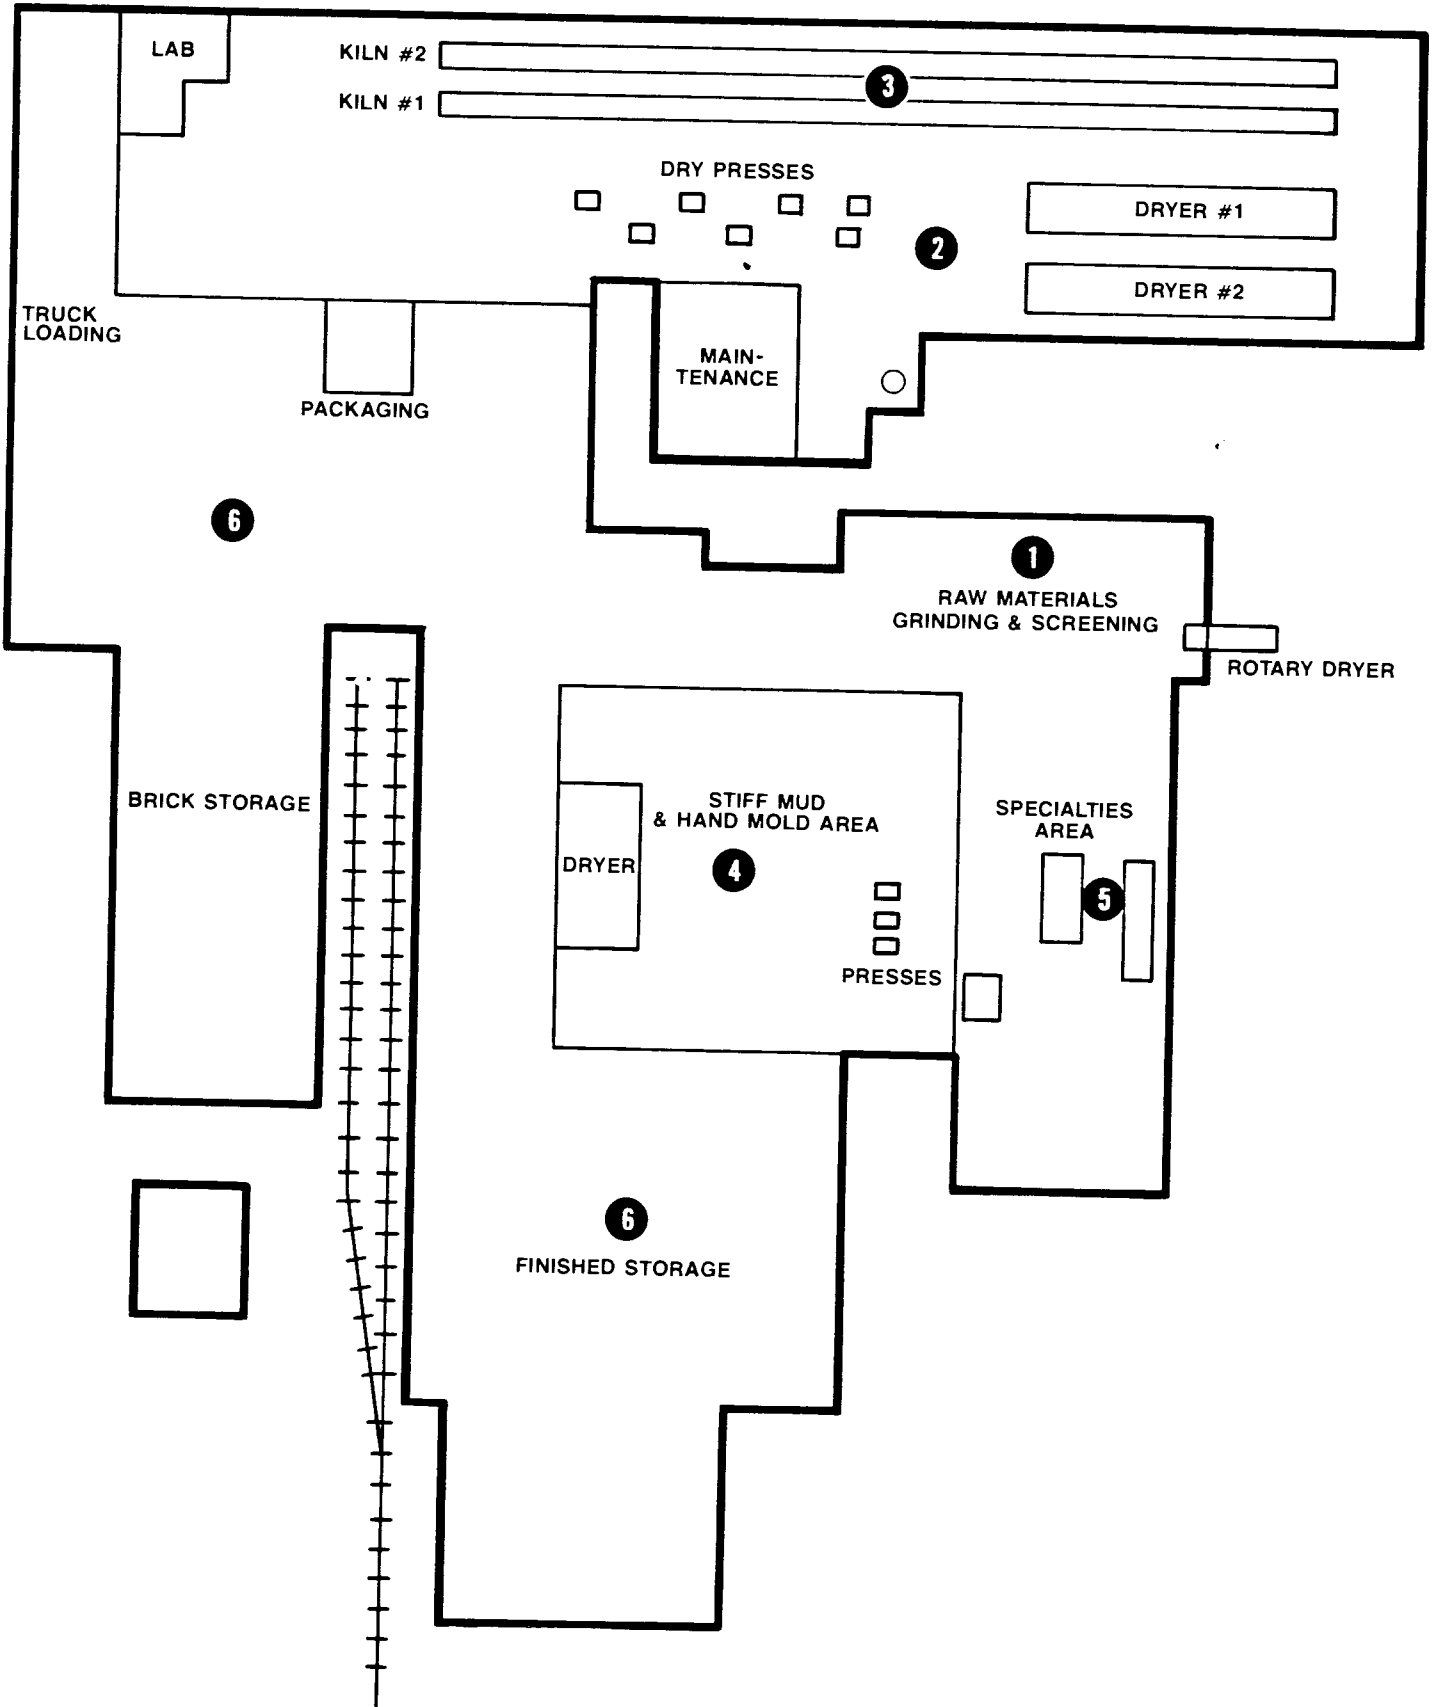 LAB
KILN #2
3
KILN #1
DRY PRESSES
DRYER #1
2
DRYER #2
TRUCK
LOADING
MAIN-
TENANCE
PACKAGING
6
1
RAW MATERIALS
GRINDING & SCREENING
ROTARY DRYER
BRICK STORAGE
STIFF MUD
& HAND MOLD AREA
SPECIALTIES
AREA
DRYER
4
5
PRESSES
6
FINISHED STORAGE